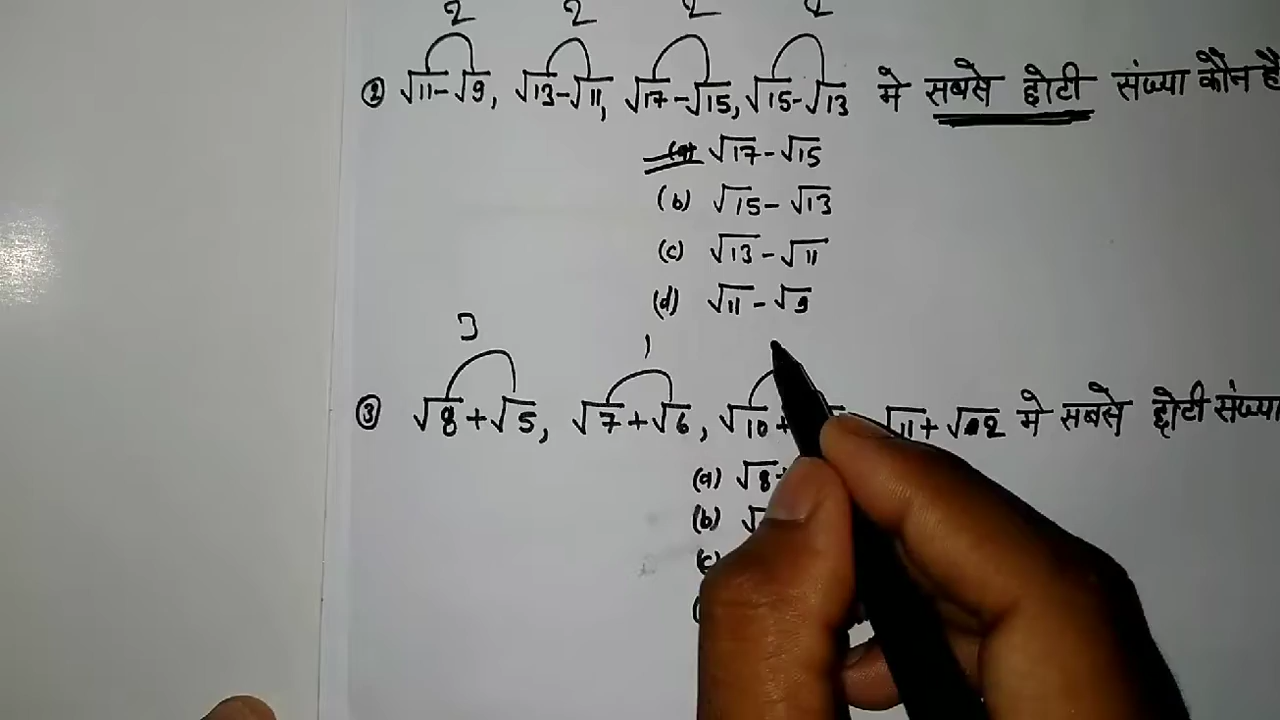 2 2 2 2
② √11-√9, √13-√11, √17-√15, √15-√13 मे सबसे छोटी संख्या कौन है
(a) √17-√15
(b) √15-√13
(c) √13-√11
(d) √11-√9
3 1
③ √8+√5, √7+√6, √10+ √11+√2 मे सबसे छोटी संख्या
(a) √8+
(b) √
(c)